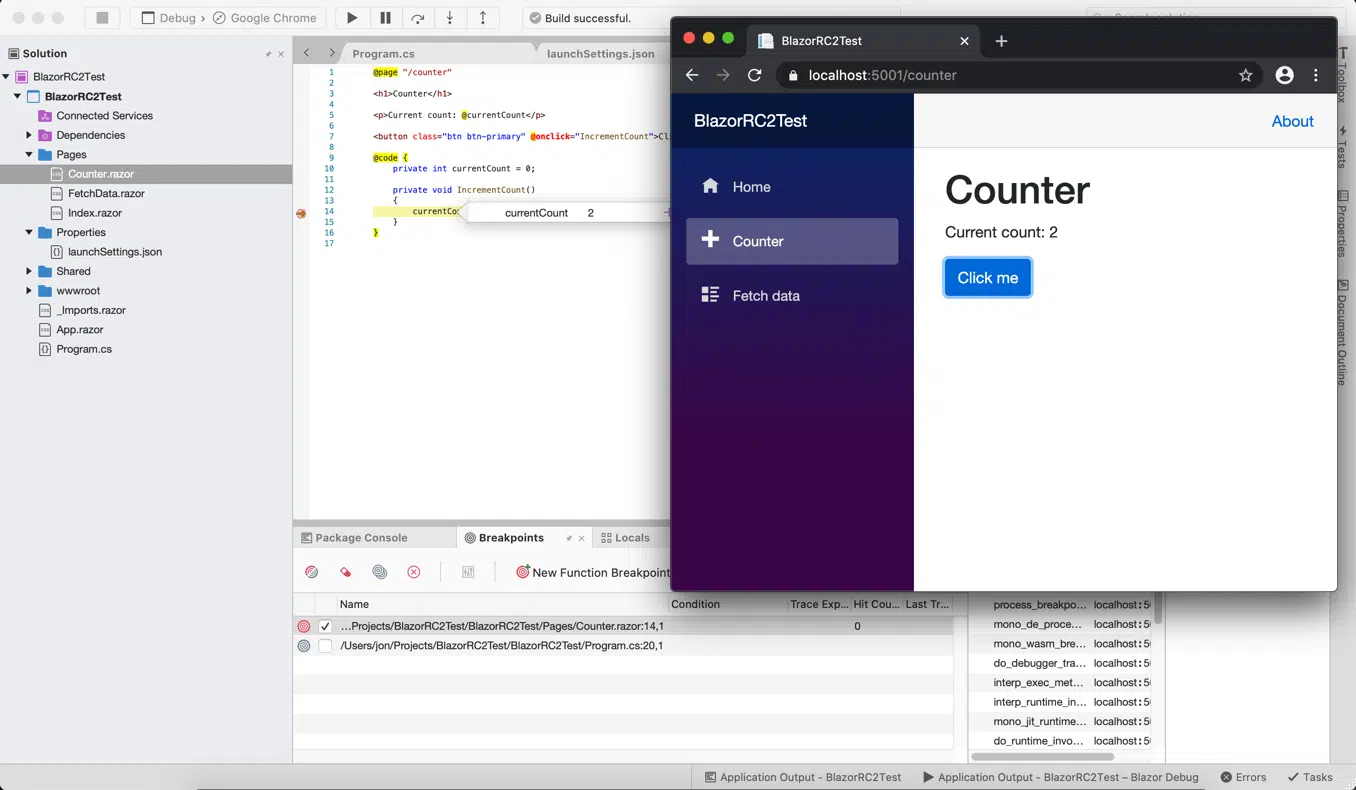 Debug › Google Chrome
Build successful.
Solution
BlazorRC2Test
BlazorRC2Test
Connected Services
Dependencies
Pages
Counter.razor
FetchData.razor
Index.razor
Properties
launchSettings.json
Shared
wwwroot
_Imports.razor
App.razor
Program.cs
Program.cs
launchSettings.json
1 @page "/counter"
2
3 <h1>Counter</h1>
4
5 <p>Current count: @currentCount</p>
6
7 <button class="btn btn-primary" @onclick="IncrementCount">Cl
8
9 @code {
10 private int currentCount = 0;
11
12 private void IncrementCount()
13 {
14 currentCo
15 }
16 }
17
currentCount 2
BlazorRC2Test
localhost:5001/counter
BlazorRC2Test
Home
Counter
Fetch data
About
Counter
Current count: 2
Click me
Toolbox
Tests
Properties
Document Outline
Package Console
Breakpoints
Locals
New Function Breakpoint
Name Condition Trace Exp... Hit Cou... Last Tr...
...Projects/BlazorRC2Test/BlazorRC2Test/Pages/Counter.razor:14,1 0
/Users/jon/Projects/BlazorRC2Test/BlazorRC2Test/Program.cs:20,1
process_breakpo... localhost:5
mono_de_proce... localhost:5
mono_wasm_bre... localhost:5
do_debugger_tra... localhost:5
interp_exec_met... localhost:5
interp_runtime_in... localhost:5
mono_jit_runtime... localhost:5
do_runtime_invo... localhost:5
Application Output - BlazorRC2Test
Application Output - BlazorRC2Test – Blazor Debug
Errors
Tasks